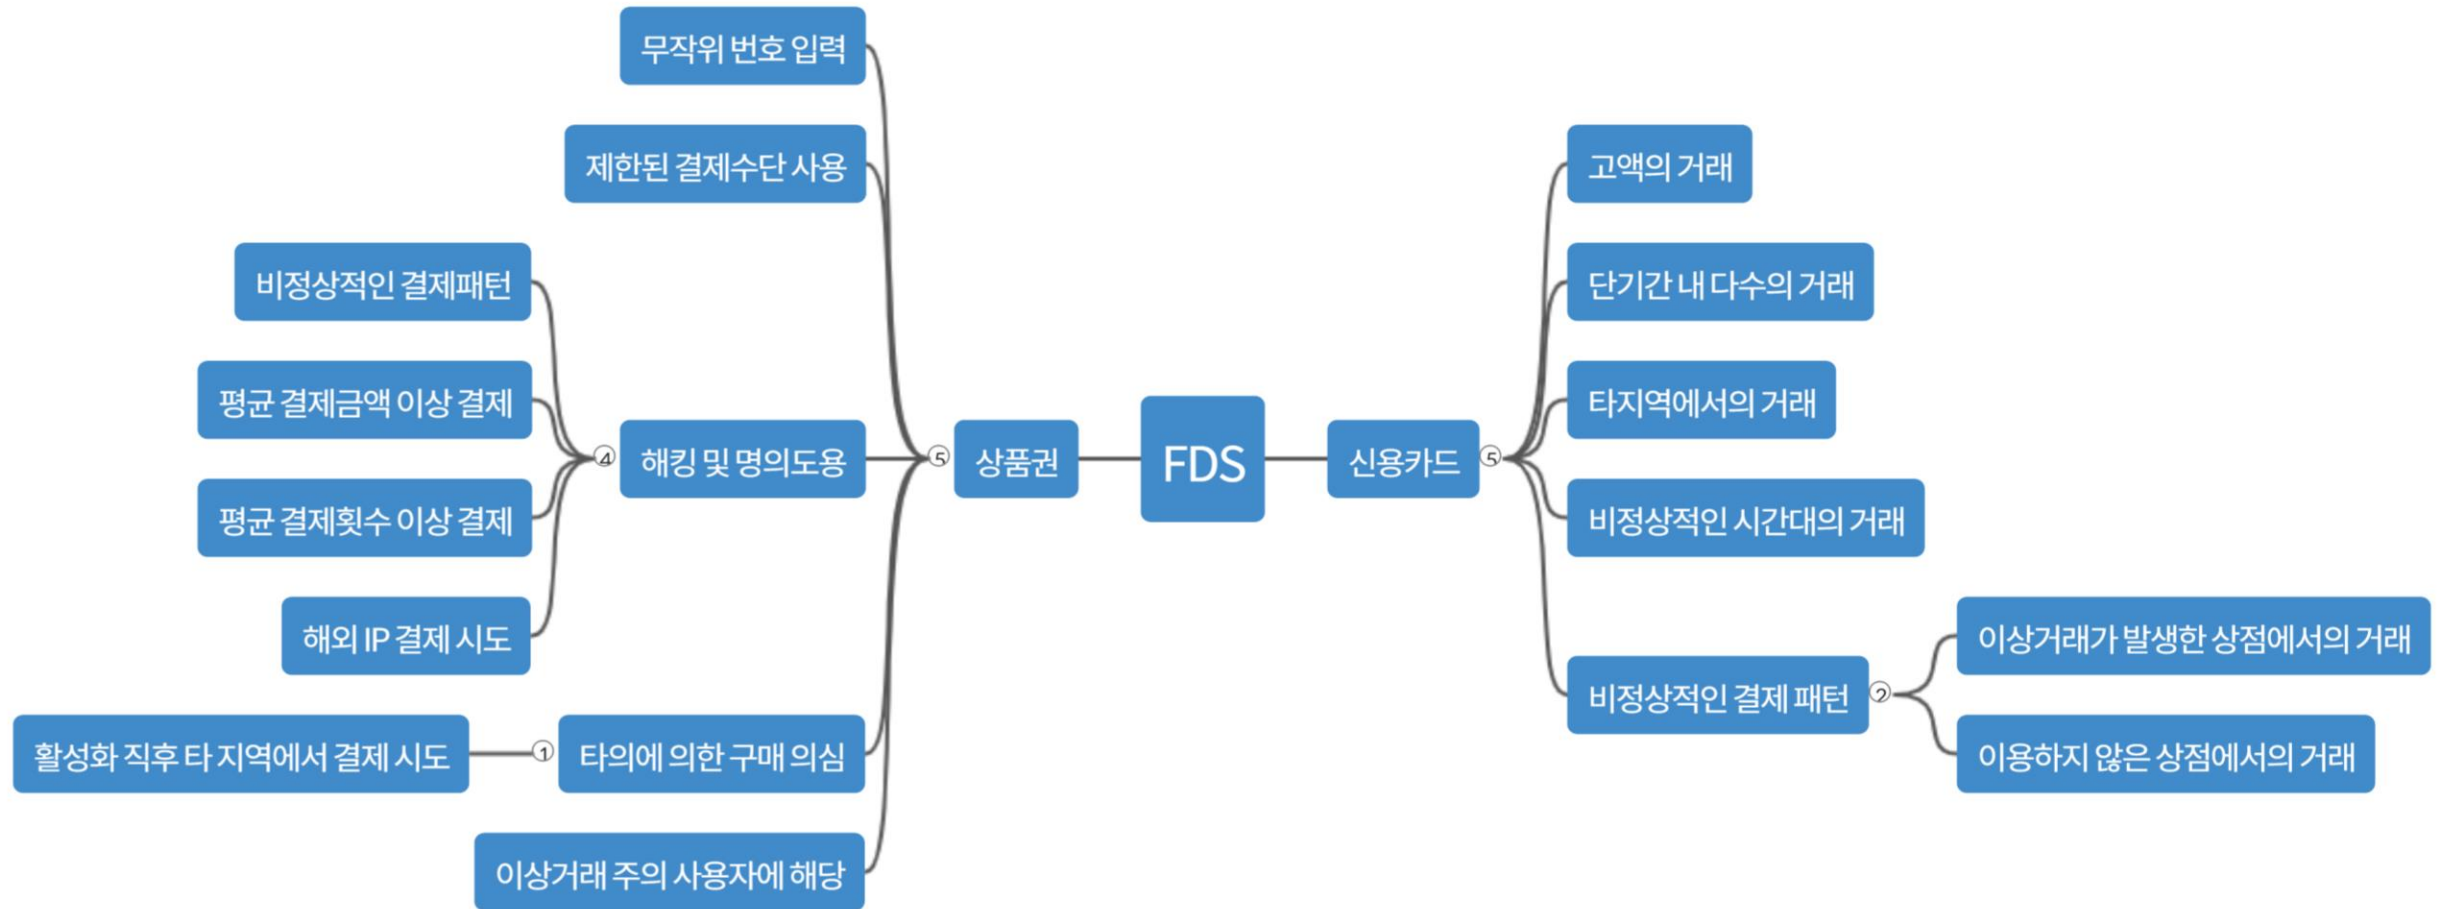 무작위 번호 입력
제한된 결제수단 사용
비정상적인 결제패턴
평균 결제금액 이상 결제
평균 결제횟수 이상 결제
해외 IP 결제 시도
④
해킹 및 명의도용
활성화 직후 타 지역에서 결제 시도
①
타의에 의한 구매 의심
이상거래 주의 사용자에 해당
⑤
상품권
FDS
신용카드
⑤
고액의 거래
단기간 내 다수의 거래
타지역에서의 거래
비정상적인 시간대의 거래
비정상적인 결제 패턴
②
이상거래가 발생한 상점에서의 거래
이용하지 않은 상점에서의 거래